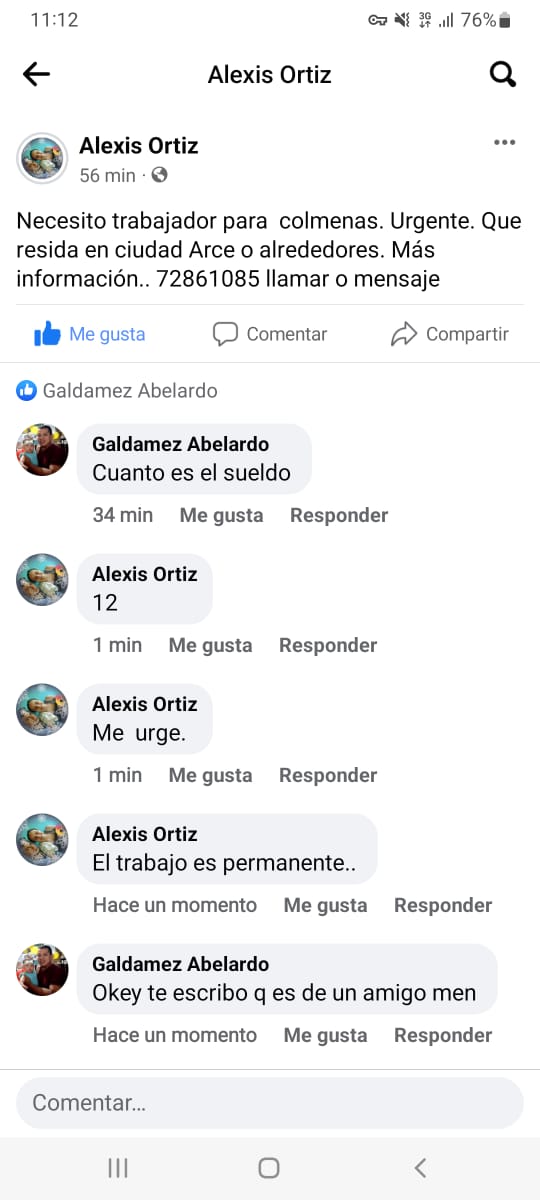 11:12
3G
76%
Alexis Ortiz
Alexis Ortiz
56 min ·
Necesito trabajador para colmenas. Urgente. Que
resida en ciudad Arce o alrededores. Más
información.. 72861085 llamar o mensaje
Me gusta
Comentar
Compartir
Galdamez Abelardo
Galdamez Abelardo
Cuanto es el sueldo
34 min Me gusta Responder
Alexis Ortiz
12
1 min Me gusta Responder
Alexis Ortiz
Me urge.
1 min Me gusta Responder
Alexis Ortiz
El trabajo es permanente..
Hace un momento Me gusta Responder
Galdamez Abelardo
Okey te escribo q es de un amigo men
Hace un momento Me gusta Responder
Comentar...